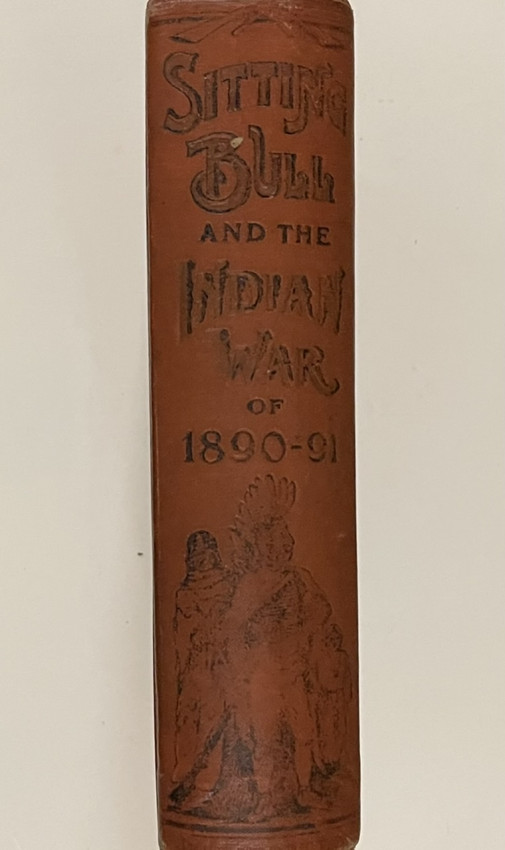 SITTING
BULL
AND THE
INDIAN
WAR
OF
1890-91